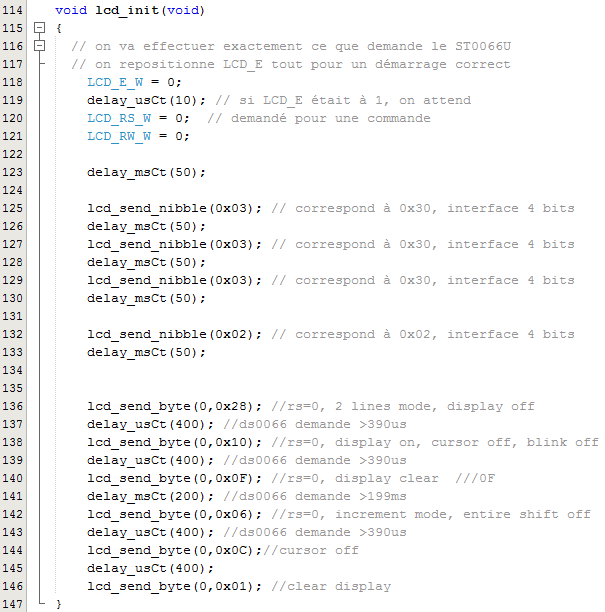 114 void lcd_init(void)
115 {
116 // on va effectuer exactement ce que demande le ST0066U
117 // on repositionne LCD_E tout pour un démarrage correct
118 LCD_E_W = 0;
119 delay_usCt(10); // si LCD_E était à 1, on attend
120 LCD_RS_W = 0; // demandé pour une commande
121 LCD_RW_W = 0;
122
123 delay_msCt(50);
124
125 lcd_send_nibble(0x03); // correspond à 0x30, interface 4 bits
126 delay_msCt(50);
127 lcd_send_nibble(0x03); // correspond à 0x30, interface 4 bits
128 delay_msCt(50);
129 lcd_send_nibble(0x03); // correspond à 0x30, interface 4 bits
130 delay_msCt(50);
131
132 lcd_send_nibble(0x02); // correspond à 0x02, interface 4 bits
133 delay_msCt(50);
134
135
136 lcd_send_byte(0,0x28); //rs=0, 2 lines mode, display off
137 delay_usCt(400); //ds0066 demande >390us
138 lcd_send_byte(0,0x10); //rs=0, display on, cursor off, blink off
139 delay_usCt(400); //ds0066 demande >390us
140 lcd_send_byte(0,0x0F); //rs=0, display clear ///0F
141 delay_msCt(200); //ds0066 demande >199ms
142 lcd_send_byte(0,0x06); //rs=0, increment mode, entire shift off
143 delay_usCt(400); //ds0066 demande >390us
144 lcd_send_byte(0,0x0C);//cursor off
145 delay_usCt(400);
146 lcd_send_byte(0,0x01); //clear display
147 }